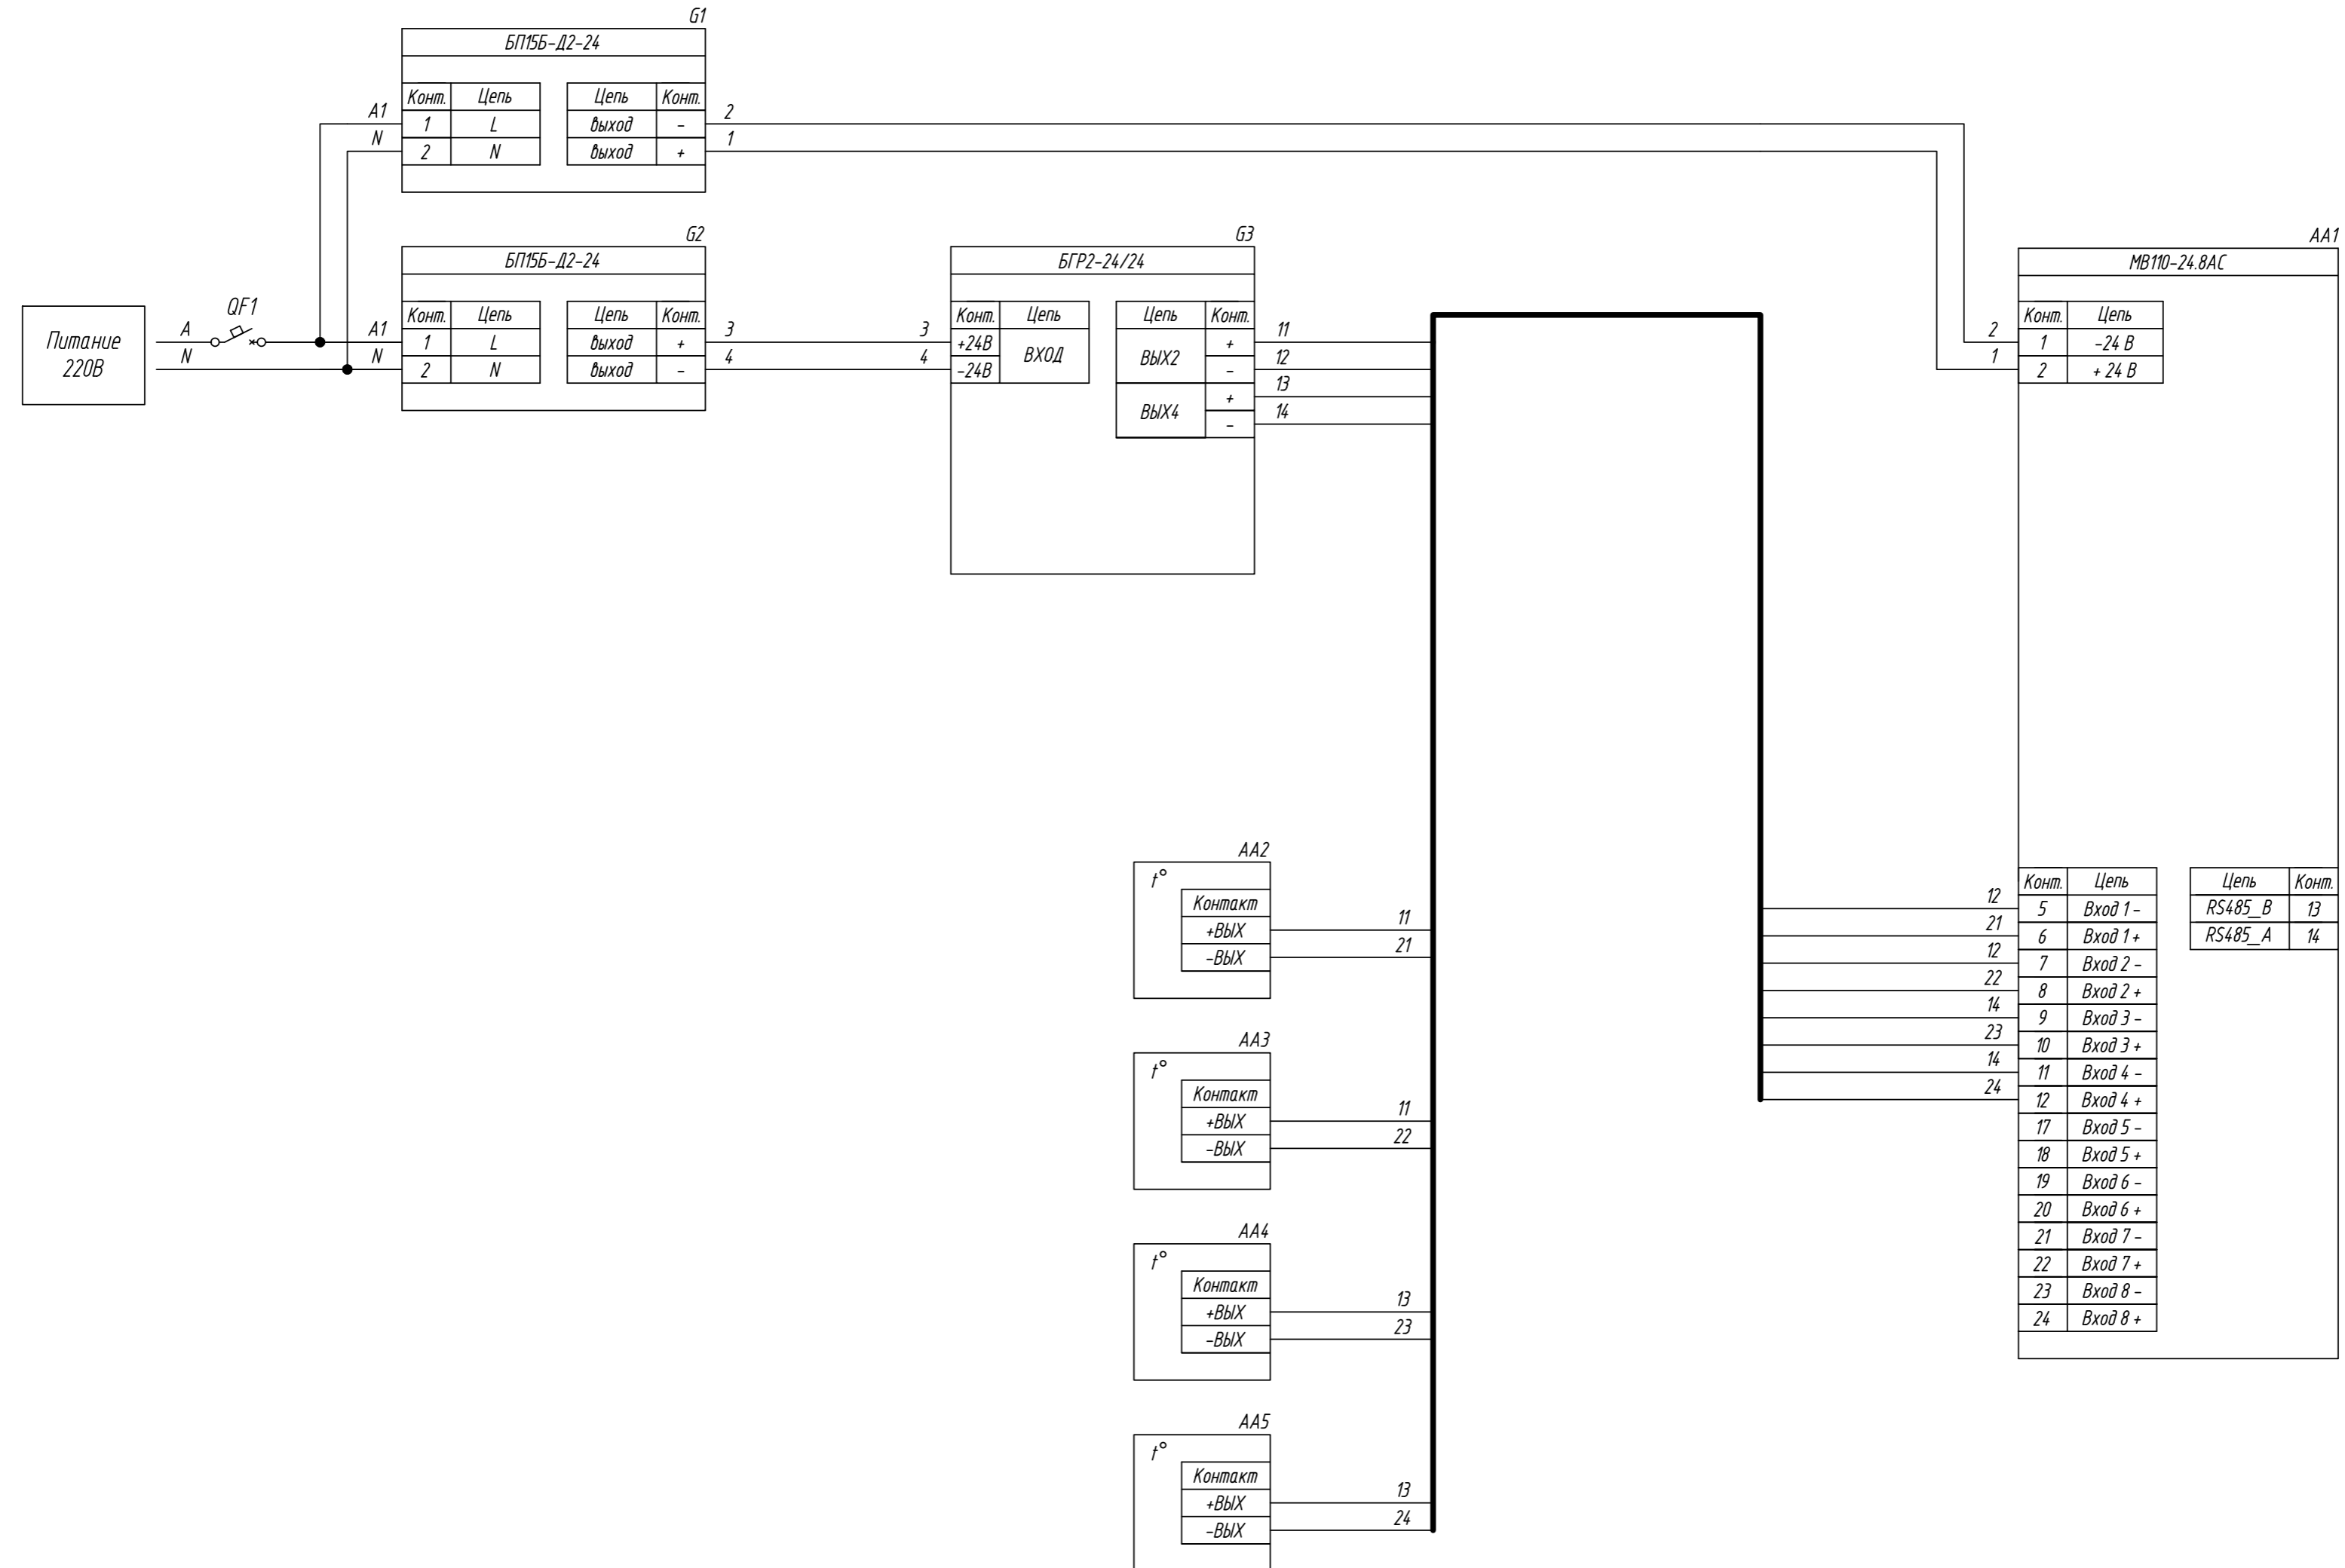 G1
БП15Б-Д2-24
Конт. Цепь Цепь Конт.
A1 1 L выход - 2
N 2 N выход + 1
G2
БП15Б-Д2-24
Конт. Цепь Цепь Конт.
Питание
220В
QF1
A A1 1 L выход + 3
N N 2 N выход - 4
G3
БГР2-24/24
Конт. Цепь Цепь Конт.
3 +24В ВХОД ВЫХ2 + 11
4 -24В - 12
ВЫХ4 + 13
- 14
AA1
МВ110-24.8АС
Конт. Цепь
2 1 -24 В
1 2 + 24 В
Конт. Цепь Цепь Конт.
12 5 Вход 1 - RS485_B 13
21 6 Вход 1 + RS485_A 14
12 7 Вход 2 -
22 8 Вход 2 +
14 9 Вход 3 -
23 10 Вход 3 +
14 11 Вход 4 -
24 12 Вход 4 +
17 Вход 5 -
18 Вход 5 +
19 Вход 6 -
20 Вход 6 +
21 Вход 7 -
22 Вход 7 +
23 Вход 8 -
24 Вход 8 +
AA2
t°
Контакт
+ВЫХ 11
-ВЫХ 21
AA3
t°
Контакт
+ВЫХ 11
-ВЫХ 22
AA4
t°
Контакт
+ВЫХ 13
-ВЫХ 23
AA5
t°
Контакт
+ВЫХ 13
-ВЫХ 24